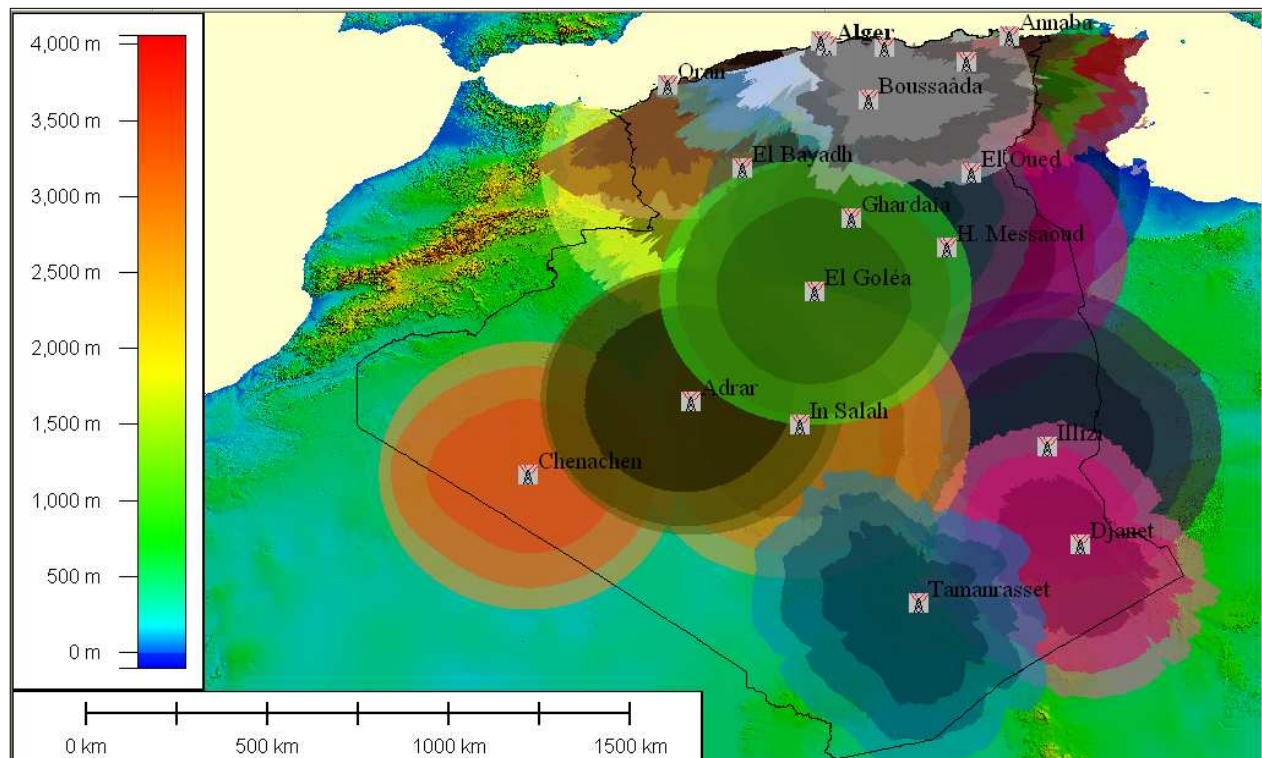 4,000 m
3,500 m
3,000 m
2,500 m
2,000 m
1,500 m
1,000 m
500 m
0 m
Alger
Annaba
Oran
Boussaâda
El Bayadh
El Oued
Ghardaia
H. Messaoud
El Goléa
Adrar
In Salah
Illizi
Chenachen
Djanet
Tamanrasset
0 km 500 km 1000 km 1500 km